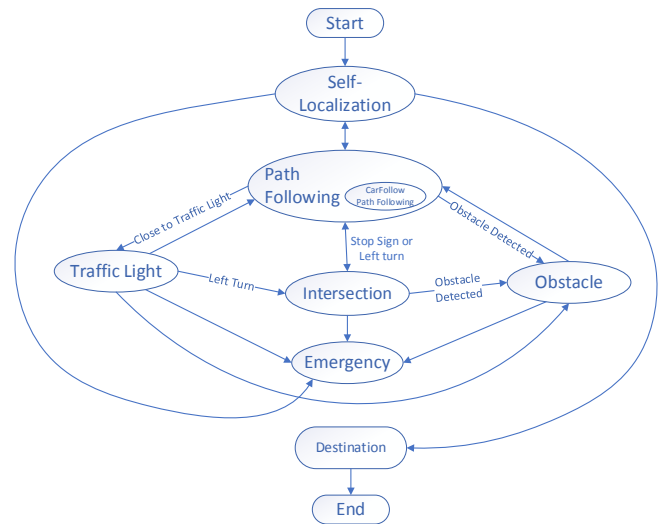 Start
Self-
Localization
Path
Following
CarFollow
Path Following
Close to Traffic Light
Obstacle Detected
Stop Sign or
Left turn
Traffic Light
Left Turn
Intersection
Obstacle
Detected
Obstacle
Emergency
Destination
End